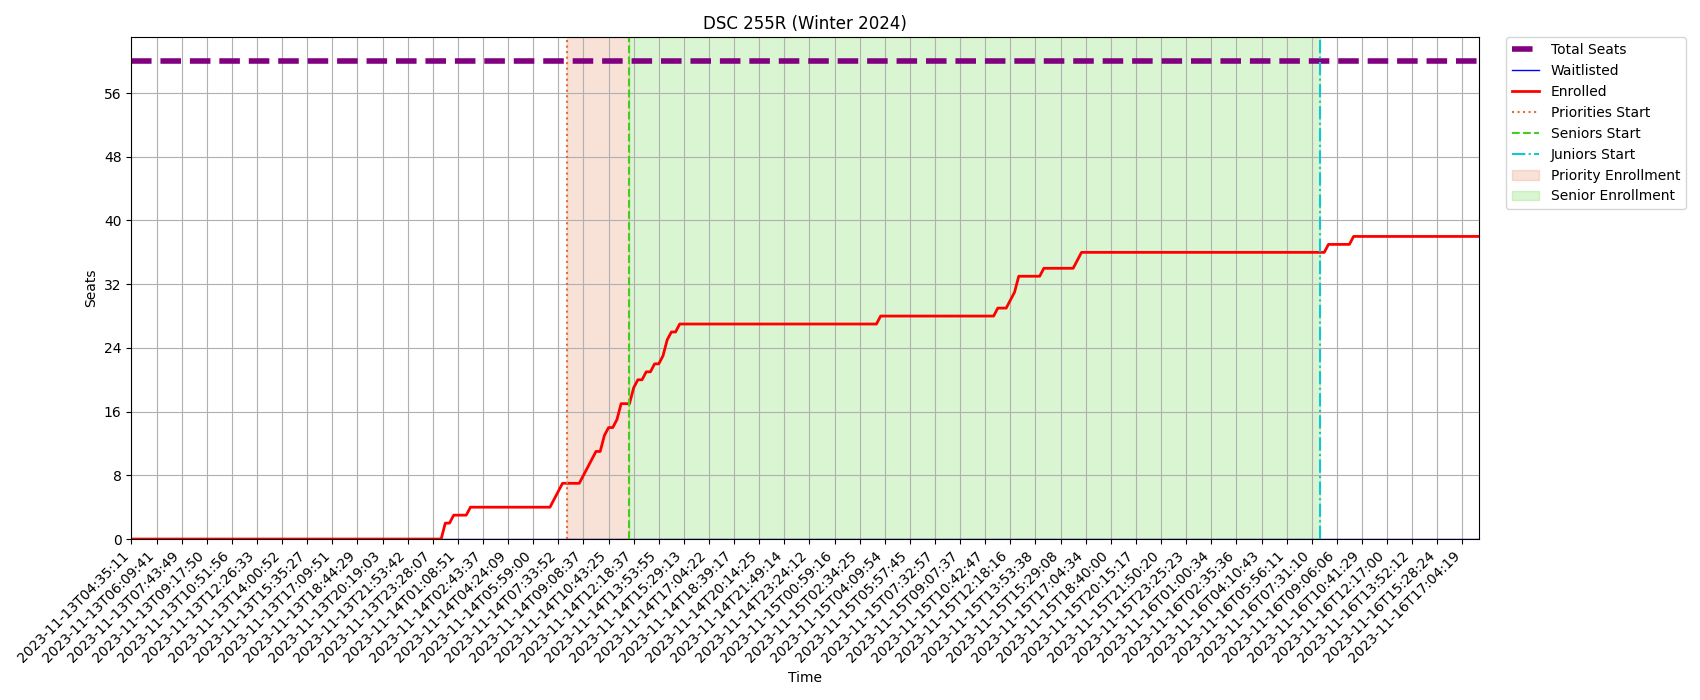 DSC 255R (Winter 2024)
Total Seats
Waitlisted
Enrolled
Priorities Start
Seniors Start
Juniors Start
Priority Enrollment
Senior Enrollment
Seats
56
48
40
32
24
16
8
0
2023-11-13T04:35:11
2023-11-13T06:09:41
2023-11-13T07:43:49
2023-11-13T09:17:50
2023-11-13T10:51:56
2023-11-13T12:26:33
2023-11-13T14:00:52
2023-11-13T15:35:27
2023-11-13T17:09:51
2023-11-13T18:44:29
2023-11-13T20:19:03
2023-11-13T21:53:42
2023-11-13T23:28:07
2023-11-14T01:08:51
2023-11-14T02:43:37
2023-11-14T04:24:09
2023-11-14T05:59:00
2023-11-14T07:33:52
2023-11-14T09:08:37
2023-11-14T10:43:25
2023-11-14T12:18:37
2023-11-14T13:53:55
2023-11-14T15:29:13
2023-11-14T17:04:22
2023-11-14T18:39:17
2023-11-14T20:14:25
2023-11-14T21:49:14
2023-11-14T23:24:12
2023-11-15T00:59:16
2023-11-15T02:34:25
2023-11-15T04:09:54
2023-11-15T05:57:45
2023-11-15T07:32:57
2023-11-15T09:07:37
2023-11-15T10:42:47
2023-11-15T12:18:16
2023-11-15T13:53:38
2023-11-15T15:29:08
2023-11-15T17:04:34
2023-11-15T18:40:00
2023-11-15T20:15:17
2023-11-15T21:50:20
2023-11-15T23:25:23
2023-11-16T01:00:34
2023-11-16T02:35:36
2023-11-16T04:10:43
2023-11-16T05:56:11
2023-11-16T07:31:10
2023-11-16T09:06:06
2023-11-16T10:41:29
2023-11-16T12:17:00
2023-11-16T13:52:12
2023-11-16T15:28:24
2023-11-16T17:04:19
Time